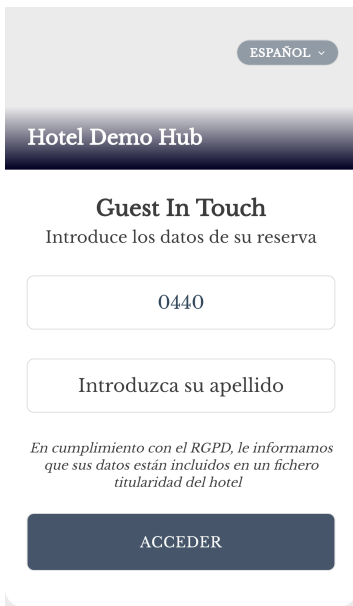 ESPAÑOL
Hotel Demo Hub
Guest In Touch
Introduce los datos de su reserva
0440
Introduzca su apellido
En cumplimiento con el RGPD, le informamos
que sus datos están incluidos en un fichero
titularidad del hotel
ACCEDER